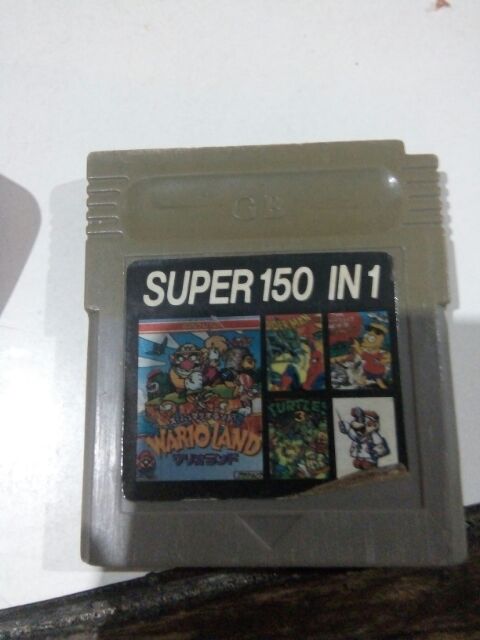 GB
SUPER 150 IN 1
WARIOLAND
ワリオランド
TURTLES
3